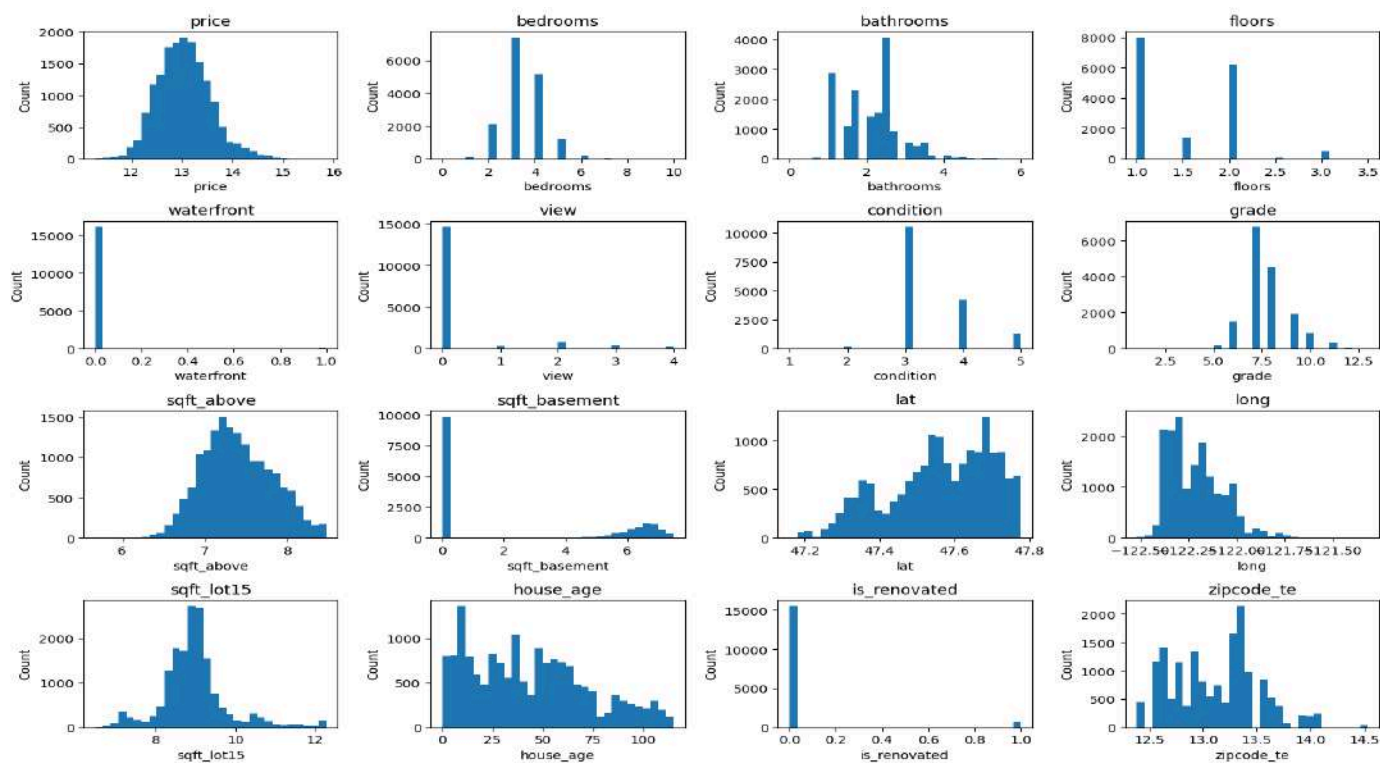 price bedrooms bathrooms floors
2000
1500
1000
500
0
Count
12 13 14 15 16
price
6000
4000
2000
0
Count
0 2 4 6 8 10
bedrooms
4000
3000
2000
1000
0
Count
0 2 4 6
bathrooms
8000
6000
4000
2000
0
Count
1.0 1.5 2.0 2.5 3.0 3.5
floors
waterfront view condition grade
15000
10000
5000
0
Count
0.0 0.2 0.4 0.6 0.8 1.0
waterfront
15000
10000
5000
0
Count
0 1 2 3 4
view
10000
7500
5000
2500
0
Count
1 2 3 4 5
condition
6000
4000
2000
0
Count
2.5 5.0 7.5 10.0 12.5
grade
sqft_above sqft_basement lat long
1500
1000
500
0
Count
6 7 8
sqft_above
10000
7500
5000
2500
0
Count
0 2 4 6
sqft_basement
1000
500
0
Count
47.2 47.4 47.6 47.8
lat
2000
1000
0
Count
−122.50−122.25−122.00−121.75−121.50
long
sqft_lot15 house_age is_renovated zipcode_te
2000
1000
0
Count
8 10 12
sqft_lot15
1000
500
0
Count
0 25 50 75 100
house_age
15000
10000
5000
0
Count
0.0 0.2 0.4 0.6 0.8 1.0
is_renovated
2000
1500
1000
500
0
Count
12.5 13.0 13.5 14.0 14.5
zipcode_te